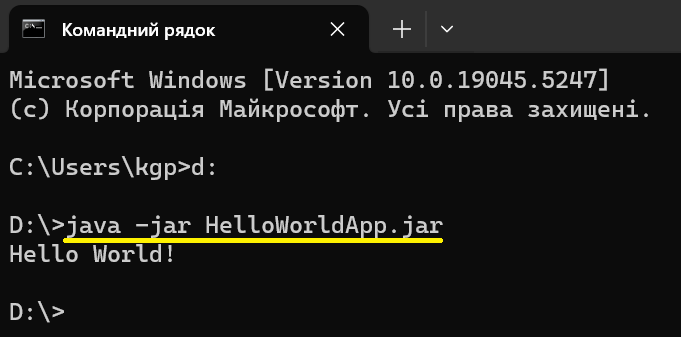 Командний рядок
Microsoft Windows [Version 10.0.19045.5247]
(c) Корпорація Майкрософт. Усі права захищені.
C:\Users\kgp>d:
D:\>java -jar HelloWorldApp.jar
Hello World!
D:\>